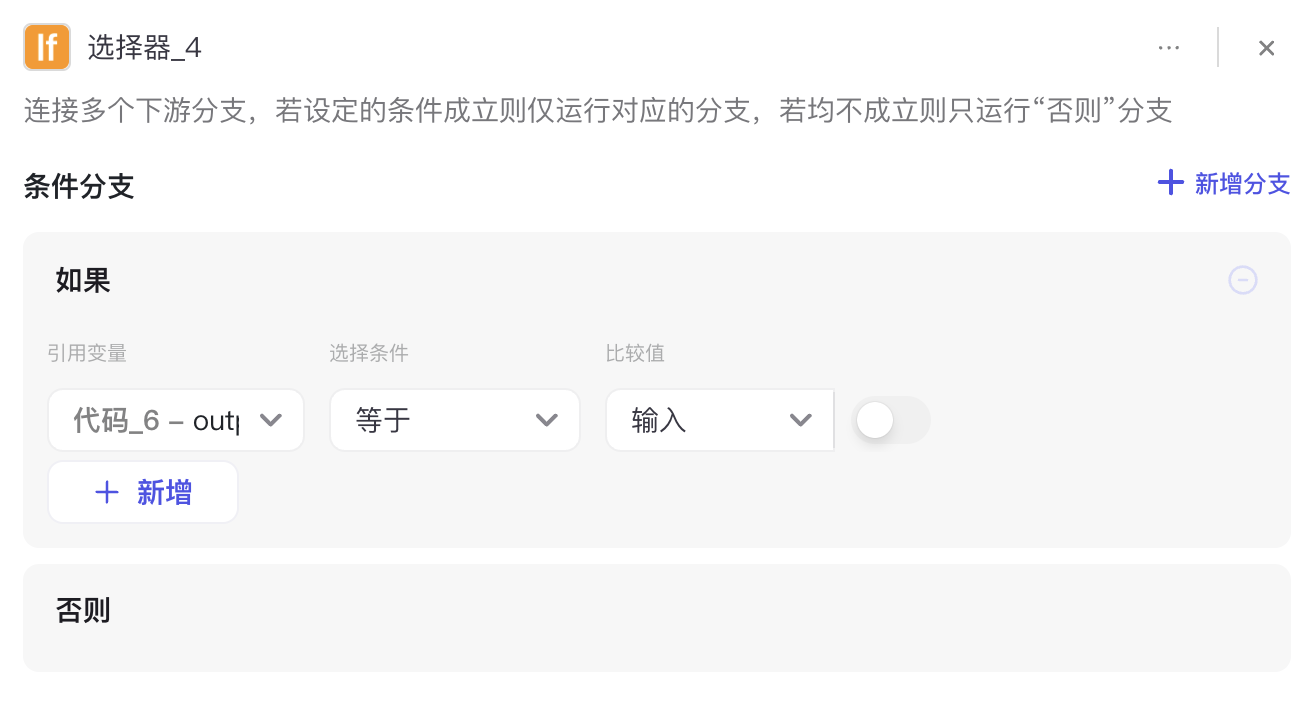 If 选择器_4
连接多个下游分支，若设定的条件成立则仅运行对应的分支，若均不成立则只运行“否则”分支
条件分支 新增分支
如果
引用变量 选择条件 比较值
代码_6 – out 等于 输入
新增
否则